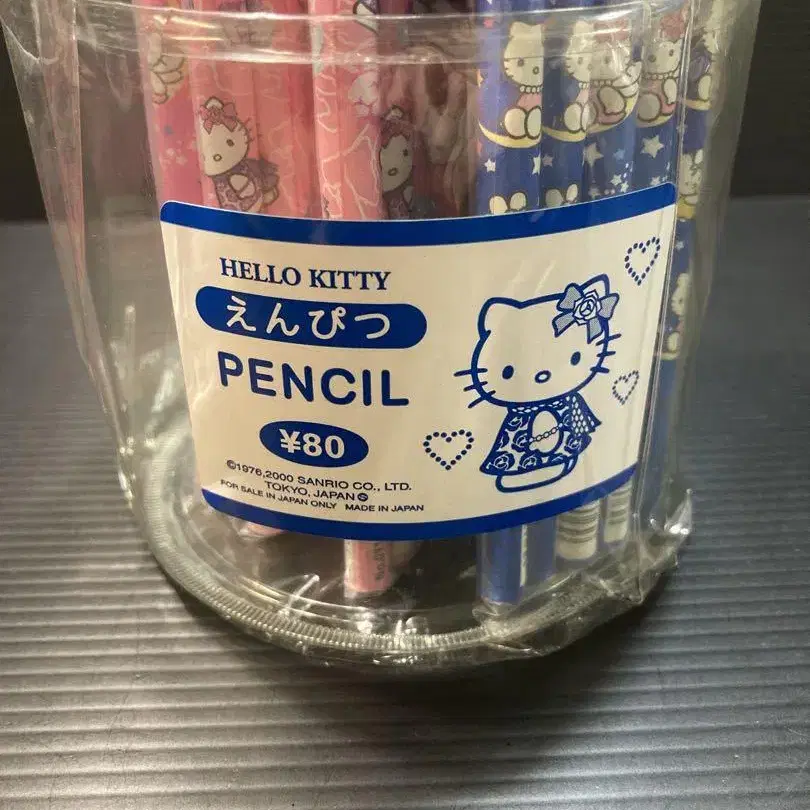 HELLO KITTY
えんぴつ
PENCIL
¥80
©1976,2000 SANRIO CO., LTD.
TOKYO, JAPAN
FOR SALE IN JAPAN ONLY MADE IN JAPAN